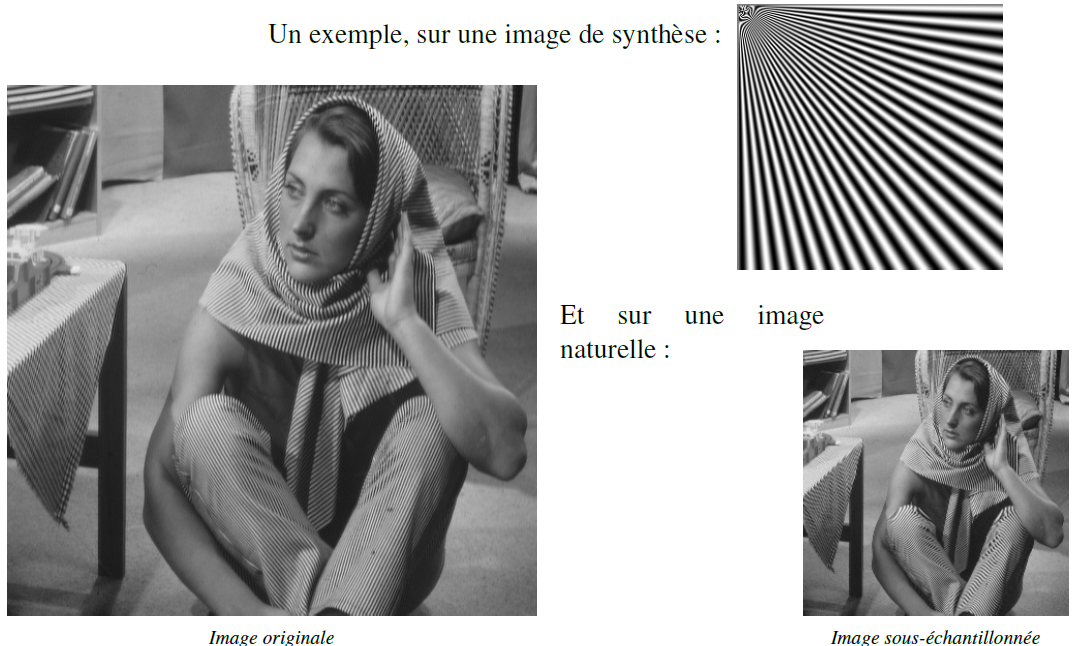 Un exemple, sur une image de synthèse :
Et sur une image
naturelle :
Image originale
Image sous-échantillonnée